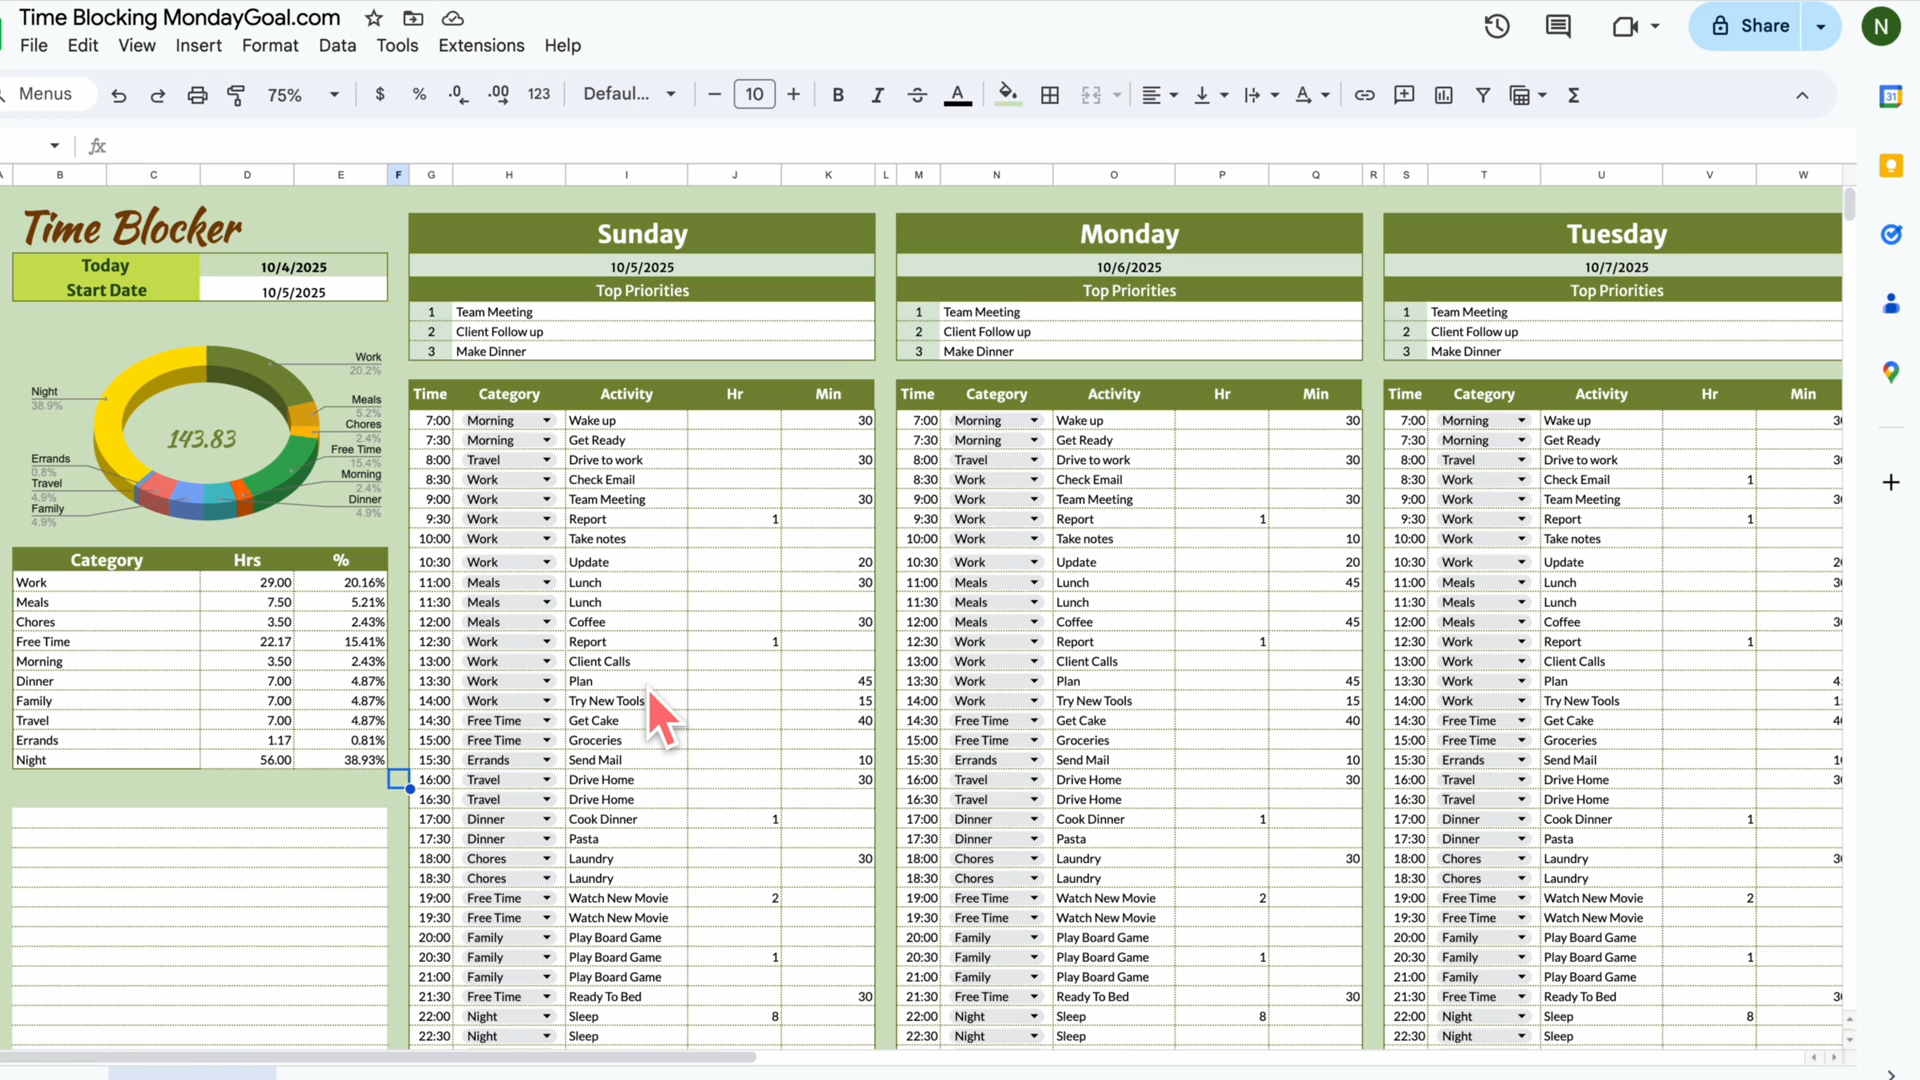 Time Blocking MondayGoal.com
File Edit View Insert Format Data Tools Extensions Help
Share
N
Menus
75%
$ % .0 .00 123
Defaul...
10
B I A
31
fx
A B C D E F G H I J K L M N O P Q R S T U V W
Time Blocker
Today 10/4/2025
Start Date 10/5/2025
Work
20.2%
Meals
5.2%
Chores
2.4%
Free Time
15.4%
Morning
2.4%
Dinner
4.9%
Night
38.9%
Errands
0.8%
Travel
4.9%
Family
4.9%
143.83
Category Hrs %
Work 29.00 20.16%
Meals 7.50 5.21%
Chores 3.50 2.43%
Free Time 22.17 15.41%
Morning 3.50 2.43%
Dinner 7.00 4.87%
Family 7.00 4.87%
Travel 7.00 4.87%
Errands 1.17 0.81%
Night 56.00 38.93%
Sunday
10/5/2025
Top Priorities
1 Team Meeting
2 Client Follow up
3 Make Dinner
Time Category Activity Hr Min
7:00 Morning Wake up 30
7:30 Morning Get Ready
8:00 Travel Drive to work 30
8:30 Work Check Email
9:00 Work Team Meeting 30
9:30 Work Report 1
10:00 Work Take notes
10:30 Work Update 20
11:00 Meals Lunch 30
11:30 Meals Lunch
12:00 Meals Coffee 30
12:30 Work Report 1
13:00 Work Client Calls
13:30 Work Plan 45
14:00 Work Try New Tools 15
14:30 Free Time Get Cake 40
15:00 Free Time Groceries
15:30 Errands Send Mail 10
16:00 Travel Drive Home 30
16:30 Travel Drive Home
17:00 Dinner Cook Dinner 1
17:30 Dinner Pasta
18:00 Chores Laundry 30
18:30 Chores Laundry
19:00 Free Time Watch New Movie 2
19:30 Free Time Watch New Movie
20:00 Family Play Board Game
20:30 Family Play Board Game 1
21:00 Family Play Board Game
21:30 Free Time Ready To Bed 30
22:00 Night Sleep 8
22:30 Night Sleep
Monday
10/6/2025
Top Priorities
1 Team Meeting
2 Client Follow up
3 Make Dinner
Time Category Activity Hr Min
7:00 Morning Wake up 30
7:30 Morning Get Ready
8:00 Travel Drive to work 30
8:30 Work Check Email
9:00 Work Team Meeting 30
9:30 Work Report 1
10:00 Work Take notes 10
10:30 Work Update 20
11:00 Meals Lunch 45
11:30 Meals Lunch
12:00 Meals Coffee 45
12:30 Work Report 1
13:00 Work Client Calls
13:30 Work Plan 45
14:00 Work Try New Tools 15
14:30 Free Time Get Cake 40
15:00 Free Time Groceries
15:30 Errands Send Mail 10
16:00 Travel Drive Home 30
16:30 Travel Drive Home
17:00 Dinner Cook Dinner 1
17:30 Dinner Pasta
18:00 Chores Laundry 30
18:30 Chores Laundry
19:00 Free Time Watch New Movie 2
19:30 Free Time Watch New Movie
20:00 Family Play Board Game
20:30 Family Play Board Game 1
21:00 Family Play Board Game
21:30 Free Time Ready To Bed 30
22:00 Night Sleep 8
22:30 Night Sleep
Tuesday
10/7/2025
Top Priorities
1 Team Meeting
2 Client Follow up
3 Make Dinner
Time Category Activity Hr Min
7:00 Morning Wake up
7:30 Morning Get Ready
8:00 Travel Drive to work
8:30 Work Check Email 1
9:00 Work Team Meeting
9:30 Work Report 1
10:00 Work Take notes
10:30 Work Update
11:00 Meals Lunch
11:30 Meals Lunch
12:00 Meals Coffee
12:30 Work Report 1
13:00 Work Client Calls
13:30 Work Plan
14:00 Work Try New Tools
14:30 Free Time Get Cake
15:00 Free Time Groceries
15:30 Errands Send Mail
16:00 Travel Drive Home
16:30 Travel Drive Home
17:00 Dinner Cook Dinner 1
17:30 Dinner Pasta
18:00 Chores Laundry
18:30 Chores Laundry
19:00 Free Time Watch New Movie 2
19:30 Free Time Watch New Movie
20:00 Family Play Board Game
20:30 Family Play Board Game 1
21:00 Family Play Board Game
21:30 Free Time Ready To Bed
22:00 Night Sleep 8
22:30 Night Sleep